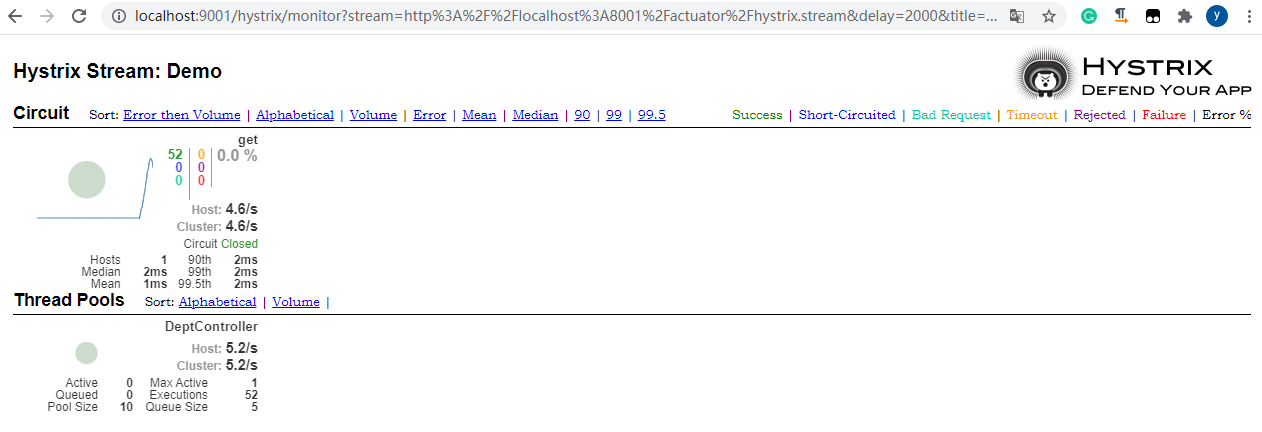 localhost:9001/hystrix/monitor?stream=http%3A%2F%2Flocalhost%3A8001%2Factuator%2Fhystrix.stream&delay=2000&title=...
y
Hystrix Stream: Demo
HYSTRIX
DEFEND YOUR APP
Circuit Sort: Error then Volume | Alphabetical | Volume | Error | Mean | Median | 90 | 99 | 99.5 Success | Short-Circuited | Bad Request | Timeout | Rejected | Failure | Error %
get
52 0 0.0 %
0 0
0 0
Host: 4.6/s
Cluster: 4.6/s
Circuit Closed
Hosts 1 90th 2ms
Median 2ms 99th 2ms
Mean 1ms 99.5th 2ms
Thread Pools Sort: Alphabetical | Volume |
DeptController
Host: 5.2/s
Cluster: 5.2/s
Active 0 Max Active 1
Queued 0 Executions 52
Pool Size 10 Queue Size 5